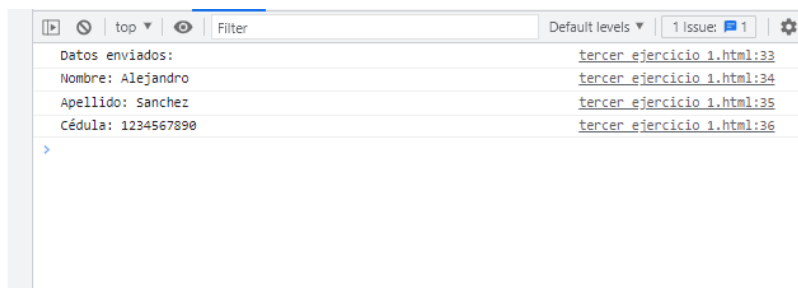 top ▼ Filter Default levels ▼ 1 Issue: 1
Datos enviados: tercer ejercicio 1.html:33
Nombre: Alejandro tercer ejercicio 1.html:34
Apellido: Sanchez tercer ejercicio 1.html:35
Cédula: 1234567890 tercer ejercicio 1.html:36
>